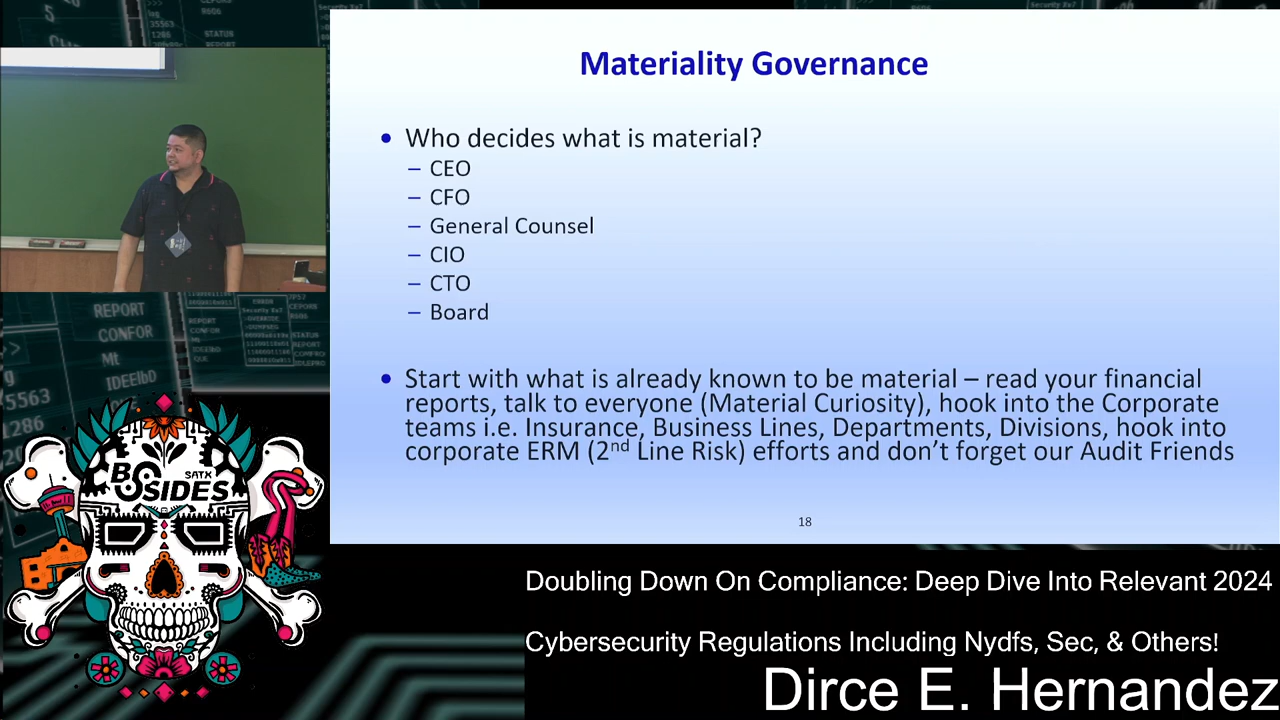 Materiality Governance
• Who decides what is material?
– CEO
– CFO
– General Counsel
– CIO
– CTO
– Board
• Start with what is already known to be material – read your financial
reports, talk to everyone (Material Curiosity), hook into the Corporate
teams i.e. Insurance, Business Lines, Departments, Divisions, hook into
corporate ERM (2nd Line Risk) efforts and don't forget our Audit Friends
18
REPORT
CONFOR
Mt
IDEEIbD
5563
1286
BSIDES
SATX
Doubling Down On Compliance: Deep Dive Into Relevant 2024
Cybersecurity Regulations Including Nydfs, Sec, & Others!
Dirce E. Hernandez